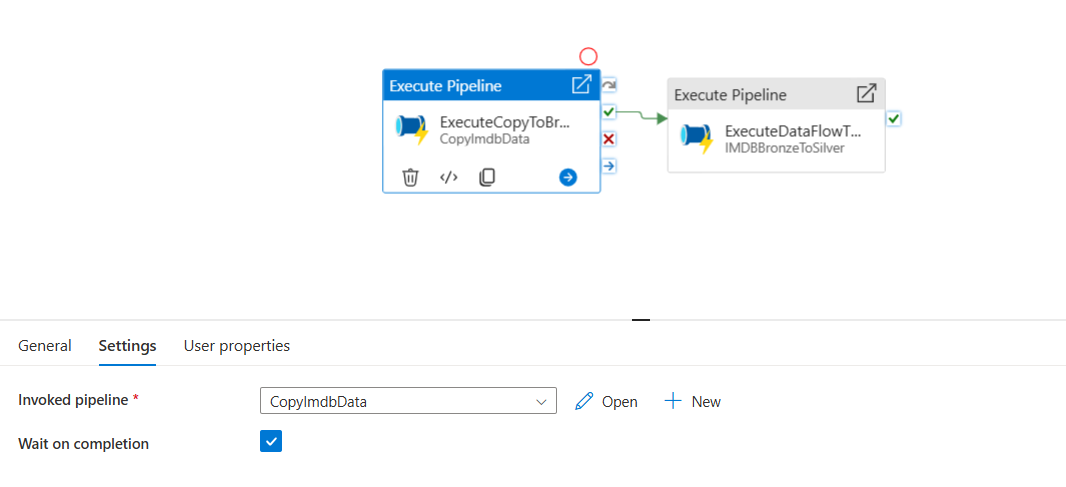 Execute Pipeline
ExecuteCopyToBr...
CopyImdbData
Execute Pipeline
ExecuteDataFlowT...
IMDBBronzeToSilver
General Settings User properties
Invoked pipeline * CopyImdbData Open New
Wait on completion